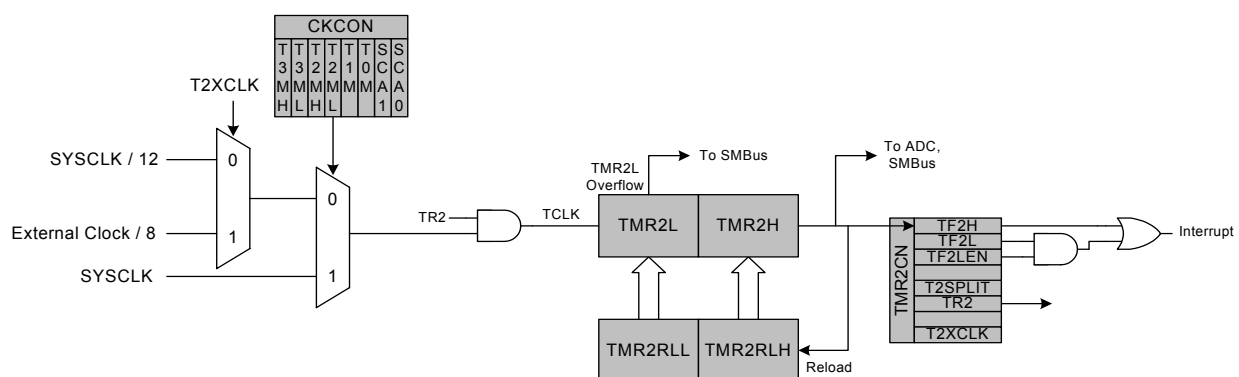 CKCON
T3MH
T3ML
T2MH
T2ML
T1M
T0M
SCA1
SCA0
T2XCLK
SYSCLK / 12
0
External Clock / 8
1
SYSCLK
0
1
TR2
TCLK
TMR2L
Overflow
To SMBus
To ADC,
SMBus
TMR2L
TMR2H
TMR2RLL
TMR2RLH
Reload
TMR2CN
TF2H
TF2L
TF2LEN
T2SPLIT
TR2
T2XCLK
Interrupt